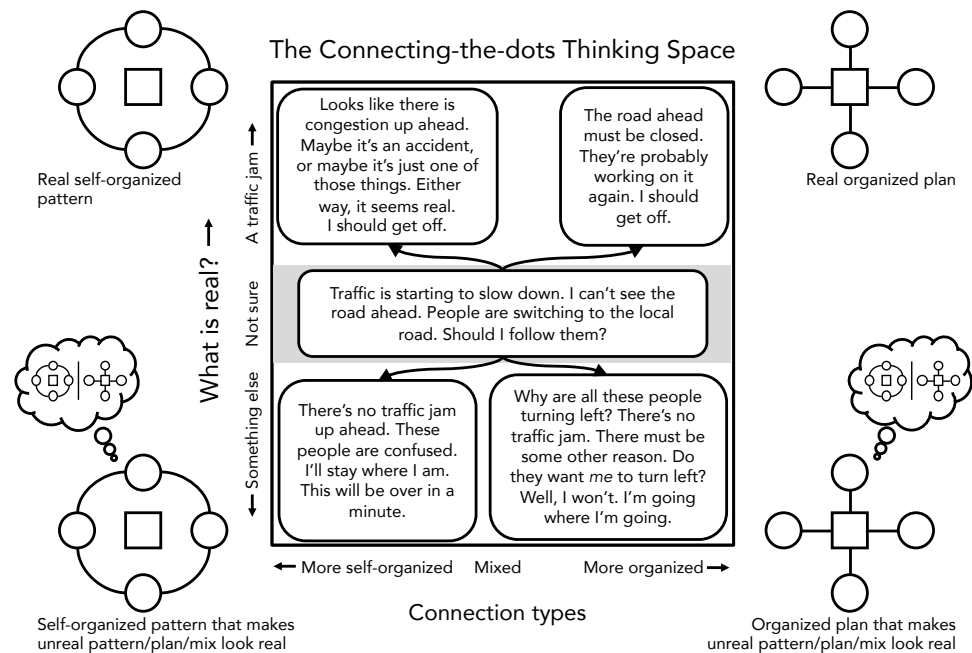 The Connecting-the-dots Thinking Space
Real self-organized
pattern
Real organized plan
What is real?
A traffic jam
Not sure
Something else
Looks like there is
congestion up ahead.
Maybe it's an accident,
or maybe it's just one of
those things. Either
way, it seems real.
I should get off.
The road ahead
must be closed.
They're probably
working on it
again. I should
get off.
Traffic is starting to slow down. I can't see the
road ahead. People are switching to the local
road. Should I follow them?
There's no traffic jam
up ahead. These
people are confused.
I'll stay where I am.
This will be over in a
minute.
Why are all these people
turning left? There's no
traffic jam. There must be
some other reason. Do
they want me to turn left?
Well, I won't. I'm going
where I'm going.
More self-organized
Mixed
More organized
Connection types
Self-organized pattern that makes
unreal pattern/plan/mix look real
Organized plan that makes
unreal pattern/plan/mix look real